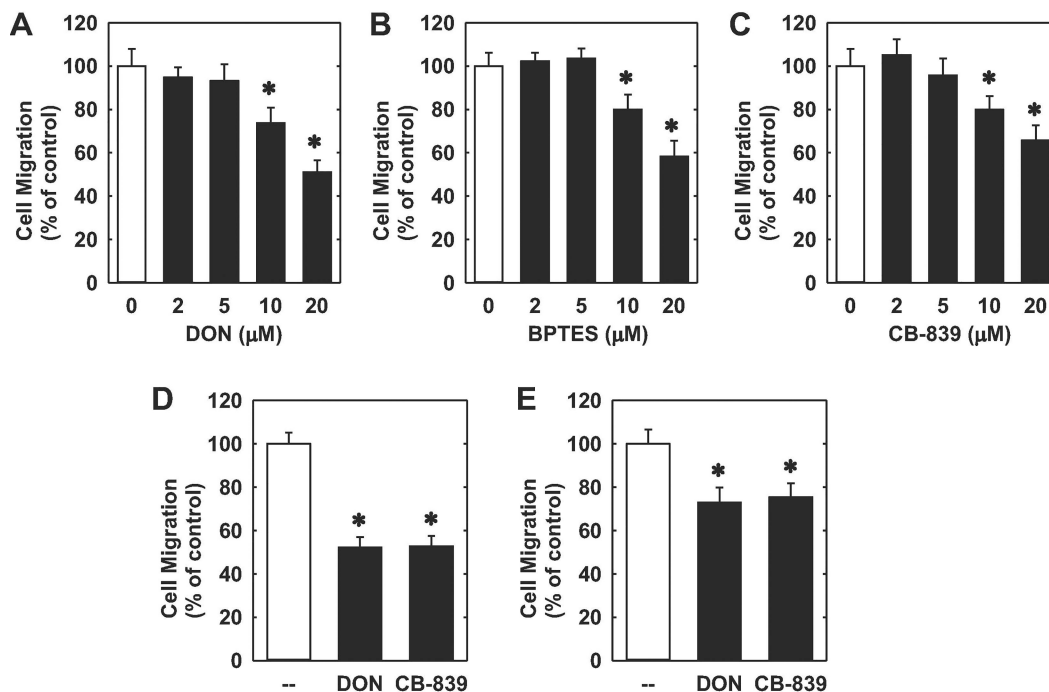 A
Cell Migration
(% of control)
120
100
80
60
40
20
0
*
*
0 2 5 10 20
DON (μM)
B
Cell Migration
(% of control)
120
100
80
60
40
20
0
*
*
0 2 5 10 20
BPTES (μM)
C
Cell Migration
(% of control)
120
100
80
60
40
20
0
*
*
0 2 5 10 20
CB-839 (μM)
D
Cell Migration
(% of control)
120
100
80
60
40
20
0
*
*
-- DON CB-839
E
Cell Migration
(% of control)
120
100
80
60
40
20
0
*
*
-- DON CB-839